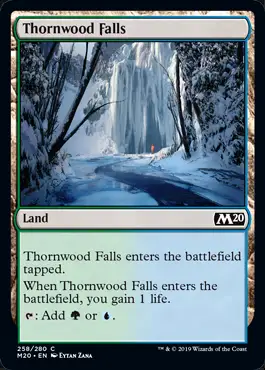 Thornwood Falls
Land
M20
Thornwood Falls enters the battlefield
tapped.
When Thornwood Falls enters the
battlefield, you gain 1 life.
: Add or .
258/280 C
M20 • EN EYTAN ZANA
™ & © 2019 Wizards of the Coast